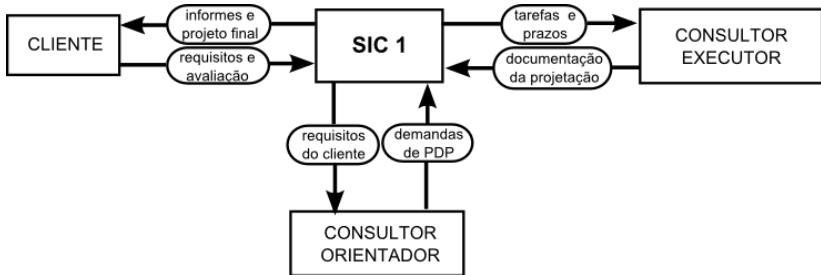 informes e
projeto final
tarefas e
prazos
CLIENTE
SIC 1
CONSULTOR
EXECUTOR
requisitos e
avaliação
documentação
da projetação
requisitos
do cliente
demandas
de PDP
CONSULTOR
ORIENTADOR